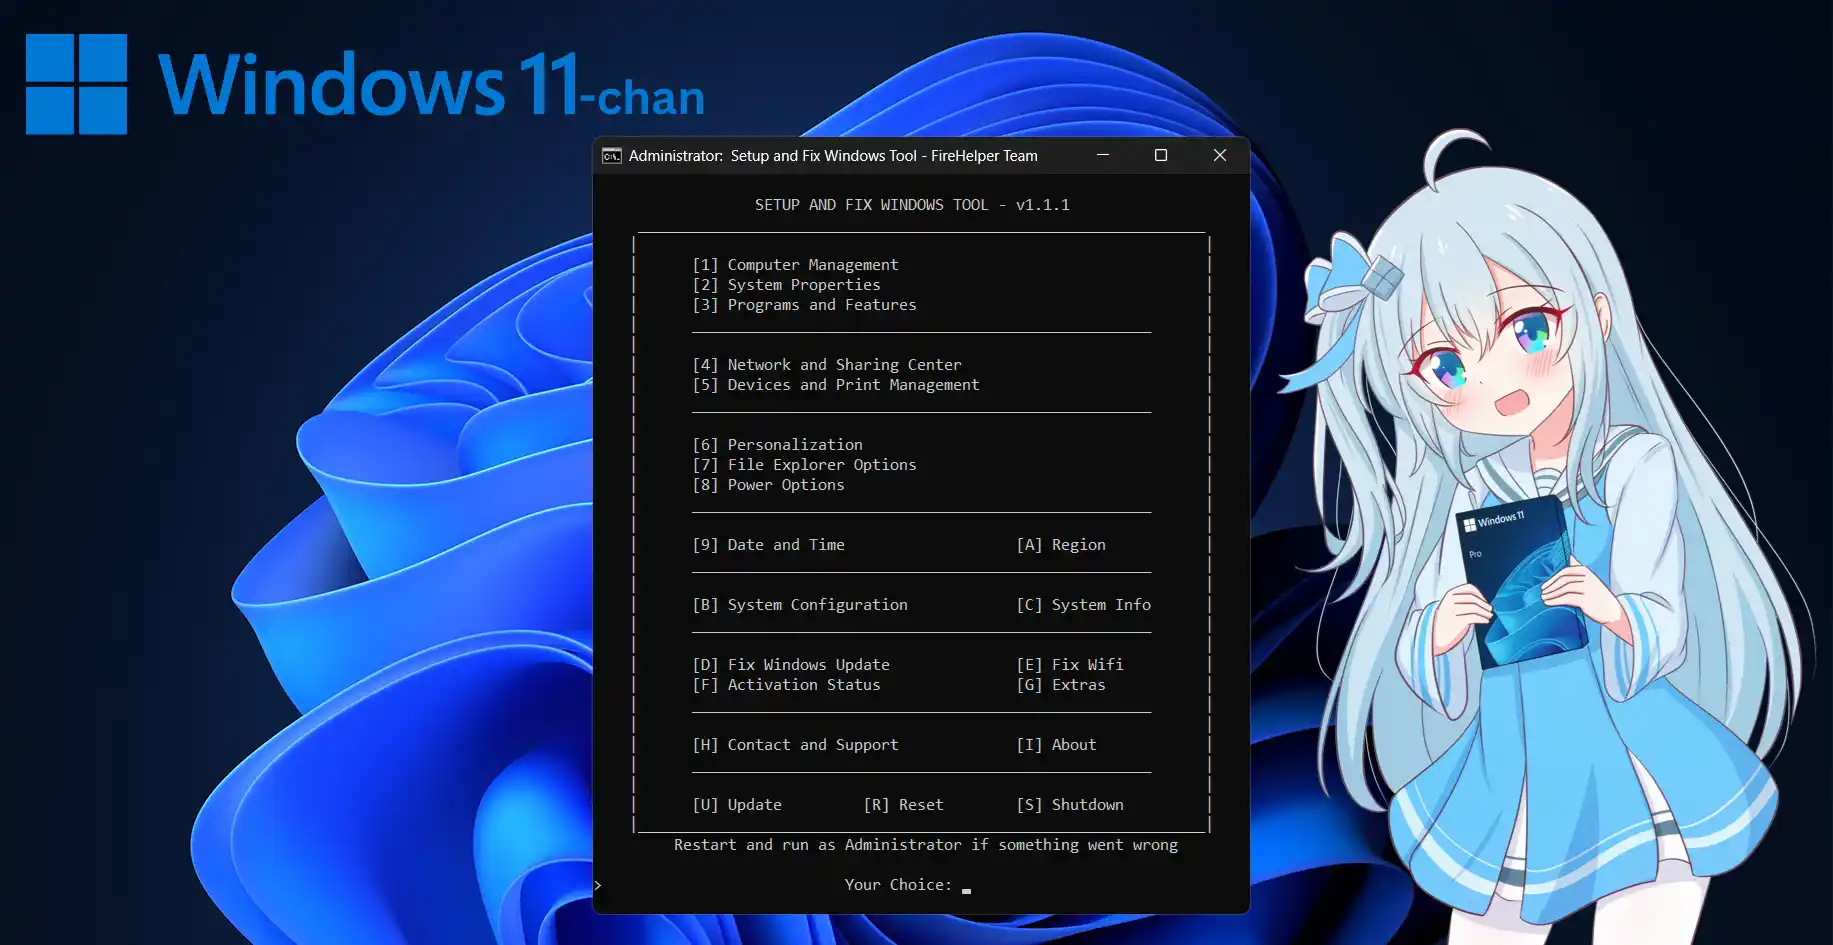 Windows 11-chan
Administrator: Setup and Fix Windows Tool - FireHelper Team
SETUP AND FIX WINDOWS TOOL - v1.1.1
[1] Computer Management
[2] System Properties
[3] Programs and Features
[4] Network and Sharing Center
[5] Devices and Print Management
[6] Personalization
[7] File Explorer Options
[8] Power Options
[9] Date and Time [A] Region
[B] System Configuration [C] System Info
[D] Fix Windows Update [E] Fix Wifi
[F] Activation Status [G] Extras
[H] Contact and Support [I] About
[U] Update [R] Reset [S] Shutdown
Restart and run as Administrator if something went wrong
> Your Choice: _
Windows 11
Pro